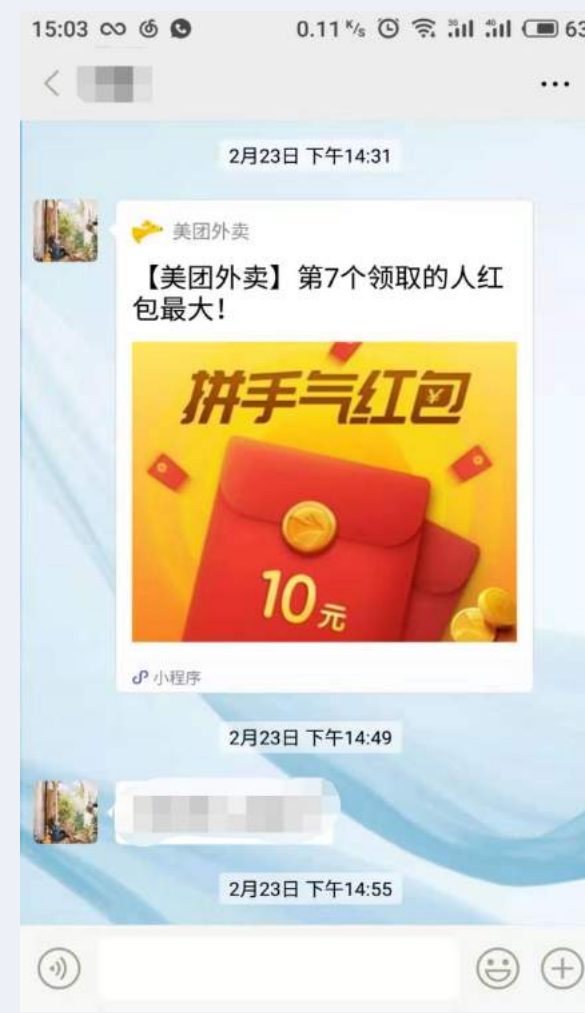 15:03 0.11 K/s 63
2月23日 下午14:31
美团外卖
【美团外卖】第7个领取的人红
包最大!
拼手气红包
10元
小程序
2月23日 下午14:49
2月23日 下午14:55